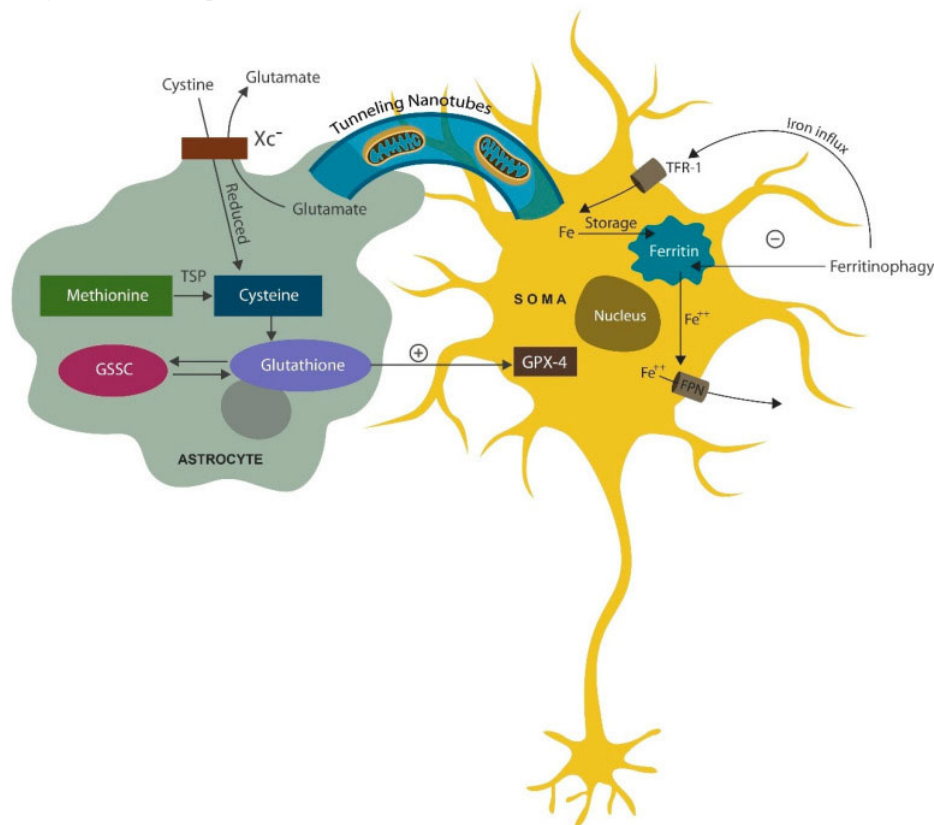 Glutamate
Cystine
Xc⁻
Tunneling Nanotubes
Iron influx
TFR-1
Reduced
Glutamate
Fe
Storage
Ferritin
⊖
Ferritinophagy
TSP
Methionine
Cysteine
SOMA
Nucleus
Fe⁺⁺
GSSC
Glutathione
⊕
GPX-4
Fe⁺⁺
FPN
ASTROCYTE